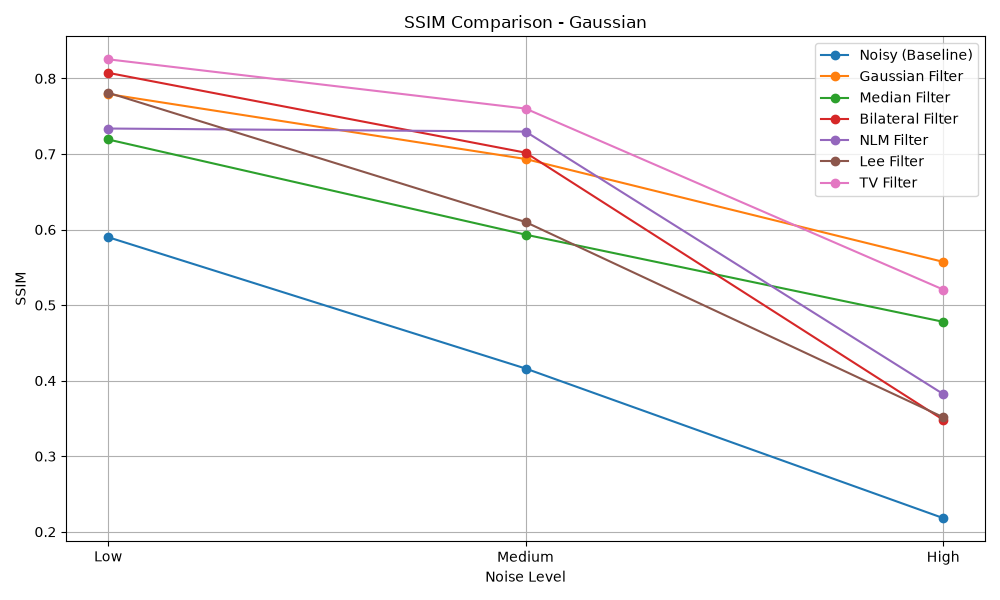 SSIM Comparison - Gaussian
Noisy (Baseline)
Gaussian Filter
Median Filter
Bilateral Filter
NLM Filter
Lee Filter
TV Filter
SSIM
0.8
0.7
0.6
0.5
0.4
0.3
0.2
Low
Medium
High
Noise Level